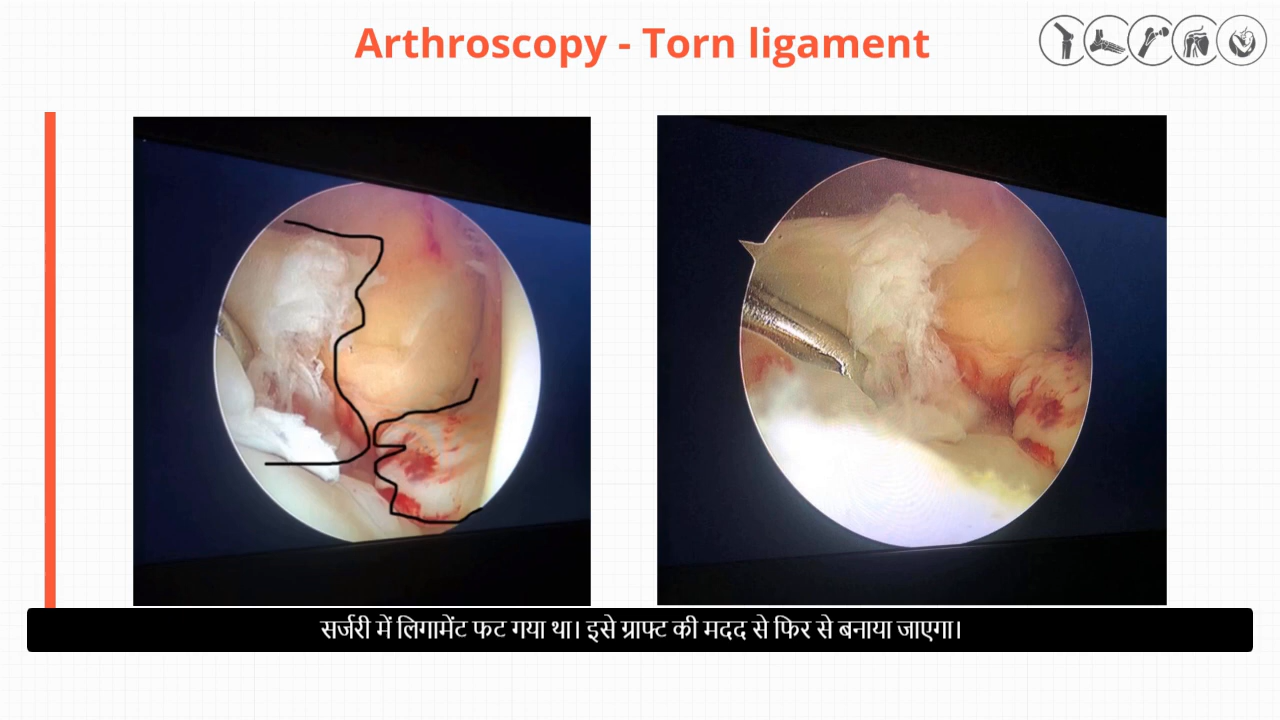 Arthroscopy - Torn ligament
सर्जरी में लिगामेंट फट गया था। इसे ग्राफ्ट की मदद से फिर से बनाया जाएगा।